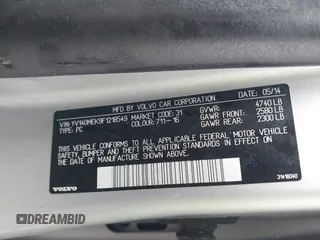 MFD. BY VOLVO CAR CORPORATION 05/14
VIN: YV140MEK9F1218549 GVWR: 4740 LB
MARKET CODE: 31 GAWR FRONT: 2580 LB
COLOUR: 711-16 GAWR REAR: 2300 LB
TYPE: PC
THIS VEHICLE CONFORMS TO ALL APPLICABLE FEDERAL MOTOR VEHICLE SAFETY,
BUMPER, AND THEFT PREVENTION STANDARDS IN EFFECT ON THE DATE OF
MANUFACTURE SHOWN ABOVE.
VOLVO
DREAMBID